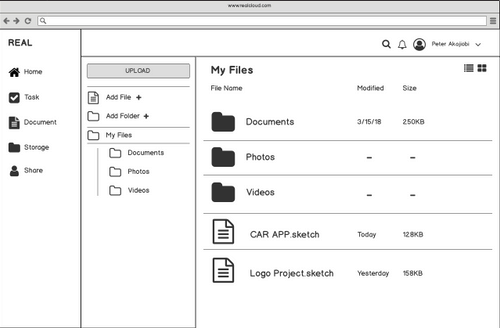 www.realcloud.com
REAL
Peter Akojobi
Home
Task
Document
Storage
Share
UPLOAD
Add File +
Add Folder +
My Files
Documents
Photos
Videos
My Files
File Name Modified Size
Documents 3/15/18 250KB
Photos – –
Videos – –
CAR APP.sketch Today 128KB
Logo Project.sketch Yesterday 158KB